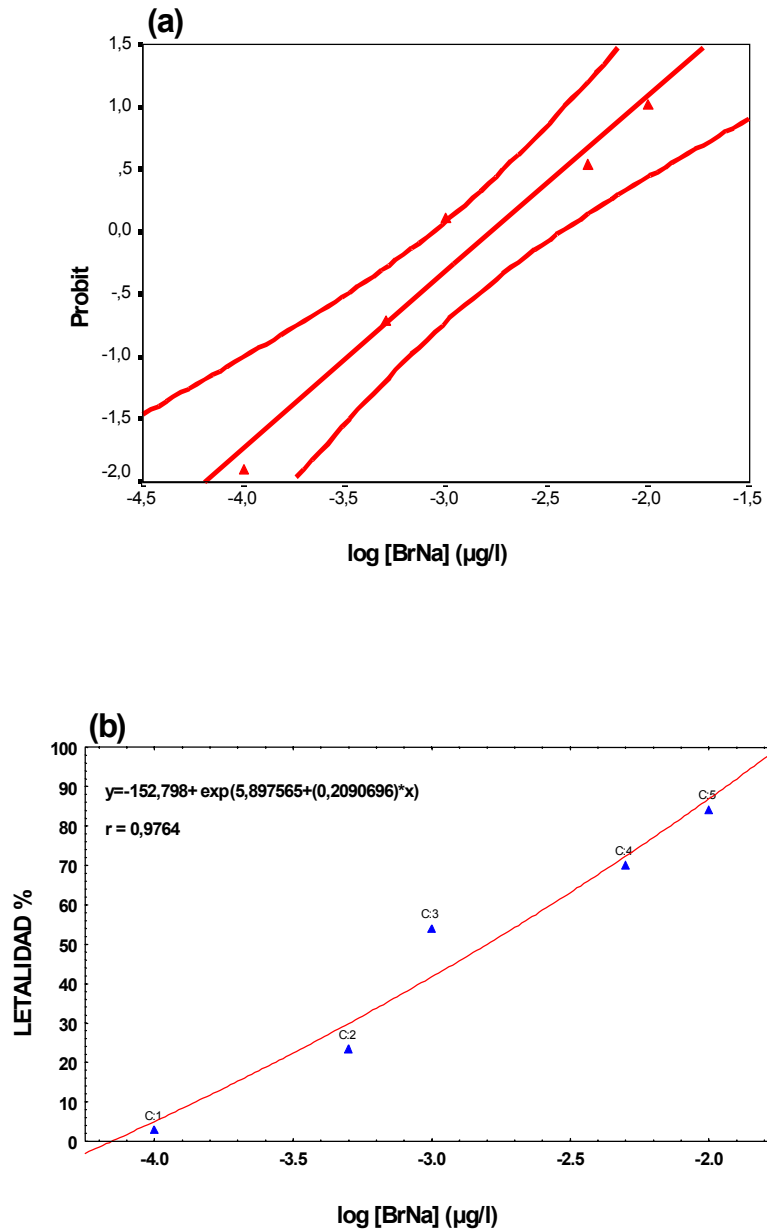 (a)
1,5
1,0
,5
0,0
-,5
-1,0
-1,5
-2,0
Probit
-4,5 -4,0 -3,5 -3,0 -2,5 -2,0 -1,5
log [BrNa] (µg/l)
(b)
100
90
80
70
60
50
40
30
20
10
0
LETALIDAD %
y=-152,798+ exp(5,897565+(0,2090696)*x)
r = 0,9764
C:5
C:4
C:3
C:2
C:1
-4.0 -3.5 -3.0 -2.5 -2.0
log [BrNa] (µg/l)